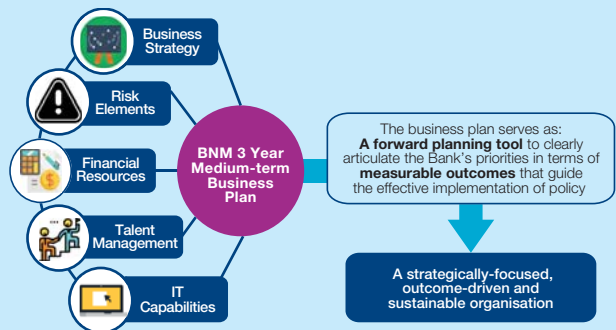 Business
Strategy
Risk
Elements
Financial
Resources
Talent
Management
IT
Capabilities
BNM 3 Year
Medium-term
Business
Plan
The business plan serves as:
A forward planning tool to clearly
articulate the Bank's priorities in terms of
measurable outcomes that guide
the effective implementation of policy
A strategically-focused,
outcome-driven and
sustainable organisation